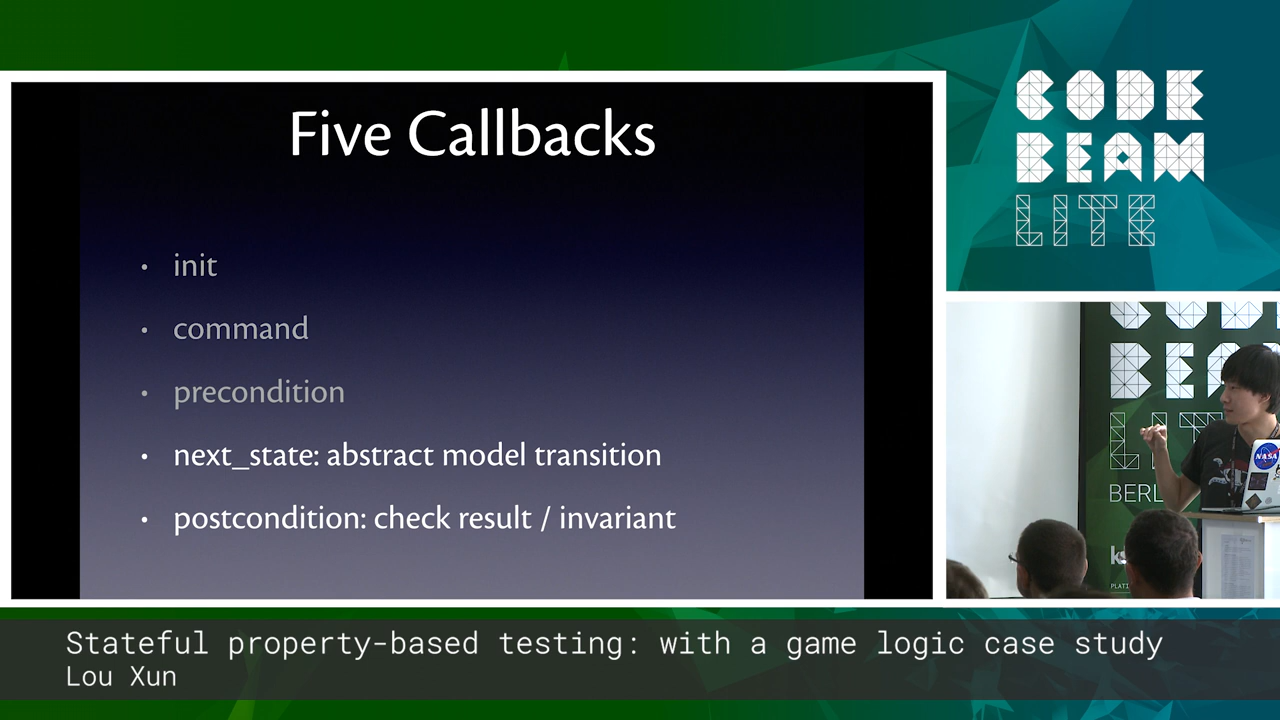 Five Callbacks
• init
• command
• precondition
• next_state: abstract model transition
• postcondition: check result / invariant
CODE
BEAM
LITE
NASA
BERL
Stateful property-based testing: with a game logic case study
Lou Xun